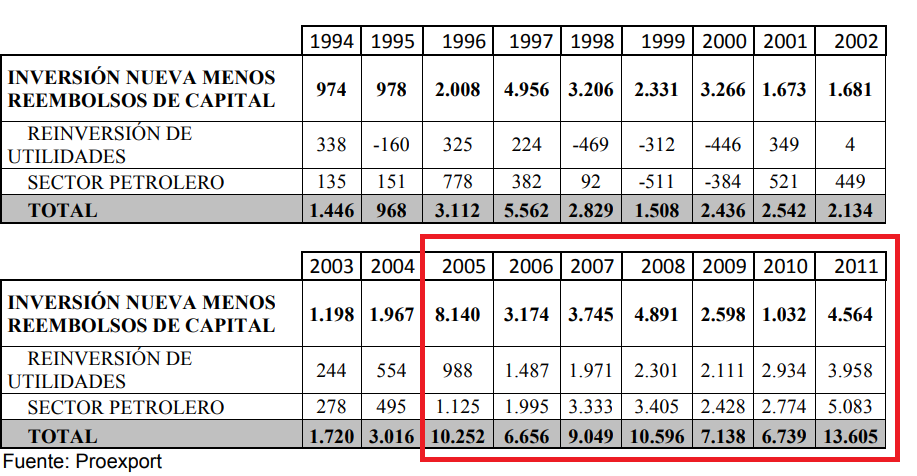 1994 1995 1996 1997 1998 1999 2000 2001 2002
INVERSIÓN NUEVA MENOS
REEMBOLSOS DE CAPITAL 974 978 2.008 4.956 3.206 2.331 3.266 1.673 1.681
REINVERSIÓN DE
UTILIDADES 338 -160 325 224 -469 -312 -446 349 4
SECTOR PETROLERO 135 151 778 382 92 -511 -384 521 449
TOTAL 1.446 968 3.112 5.562 2.829 1.508 2.436 2.542 2.134
2003 2004 2005 2006 2007 2008 2009 2010 2011
INVERSIÓN NUEVA MENOS
REEMBOLSOS DE CAPITAL 1.198 1.967 8.140 3.174 3.745 4.891 2.598 1.032 4.564
REINVERSIÓN DE
UTILIDADES 244 554 988 1.487 1.971 2.301 2.111 2.934 3.958
SECTOR PETROLERO 278 495 1.125 1.995 3.333 3.405 2.428 2.774 5.083
TOTAL 1.720 3.016 10.252 6.656 9.049 10.596 7.138 6.739 13.605
Fuente: Proexport